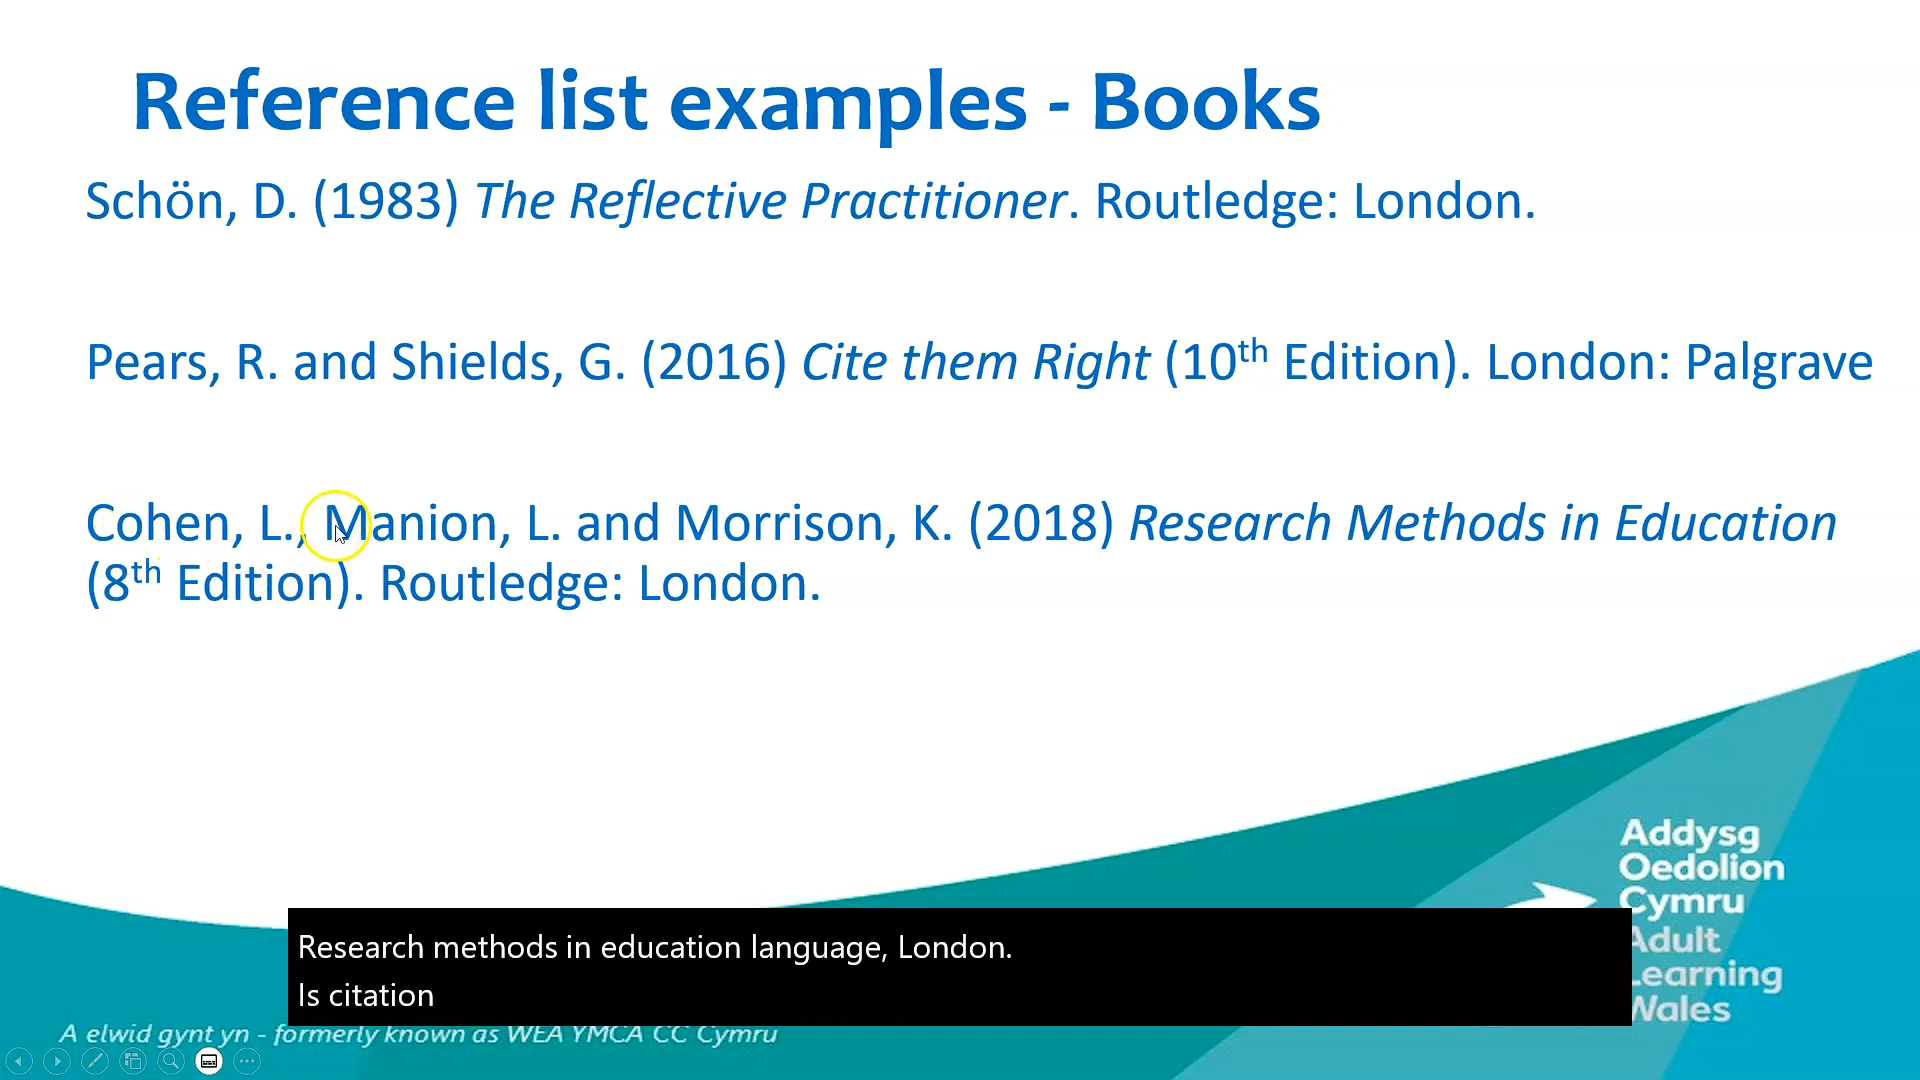 Reference list examples - Books
Schön, D. (1983) The Reflective Practitioner. Routledge: London.
Pears, R. and Shields, G. (2016) Cite them Right (10th Edition). London: Palgrave
Cohen, L., Manion, L. and Morrison, K. (2018) Research Methods in Education
(8th Edition). Routledge: London.
Addysg
Oedolion
Cymru
Adult
Learning
Wales
Research methods in education language, London.
Is citation
A elwid gynt yn - formerly known as WEA YMCA CC Cymru